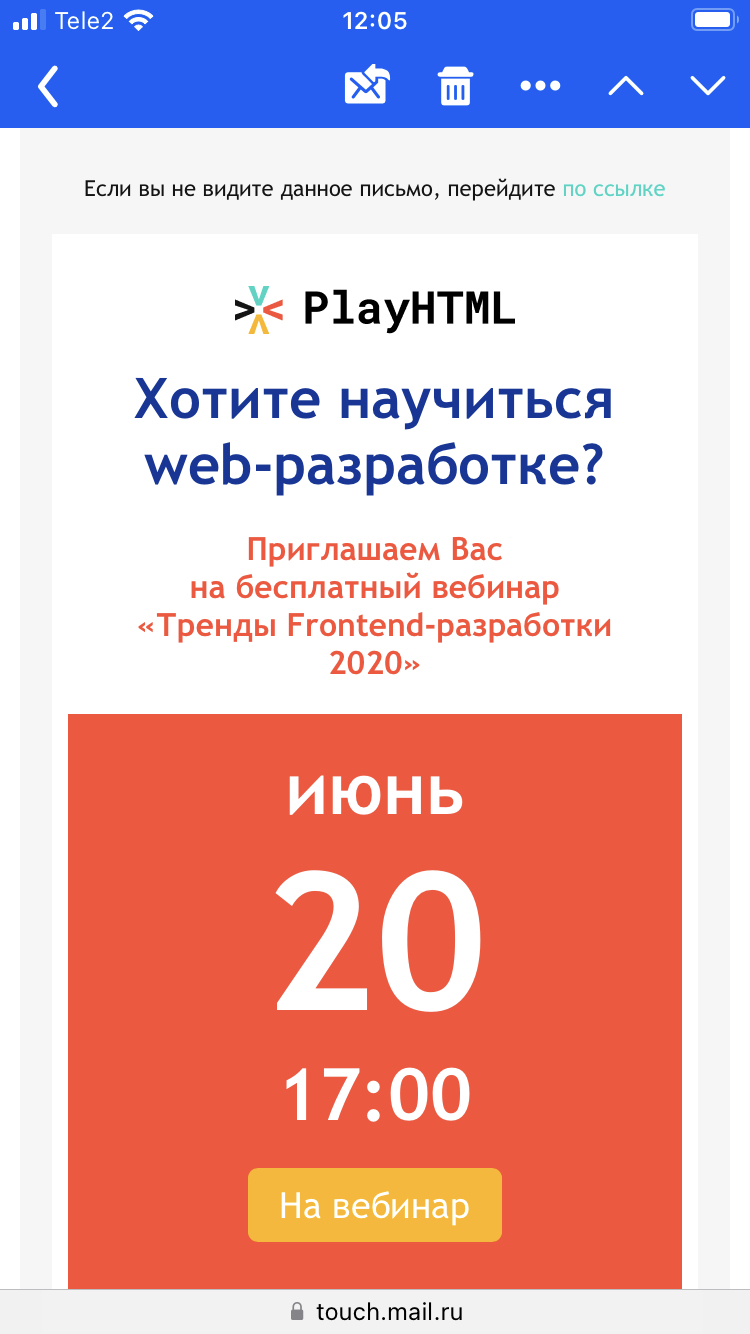 Tele2 12:05
Если вы не видите данное письмо, перейдите по ссылке
PlayHTML
Хотите научиться
web-разработке?
Приглашаем Вас
на бесплатный вебинар
«Тренды Frontend-разработки
2020»
ИЮНЬ
20
17:00
На вебинар
touch.mail.ru